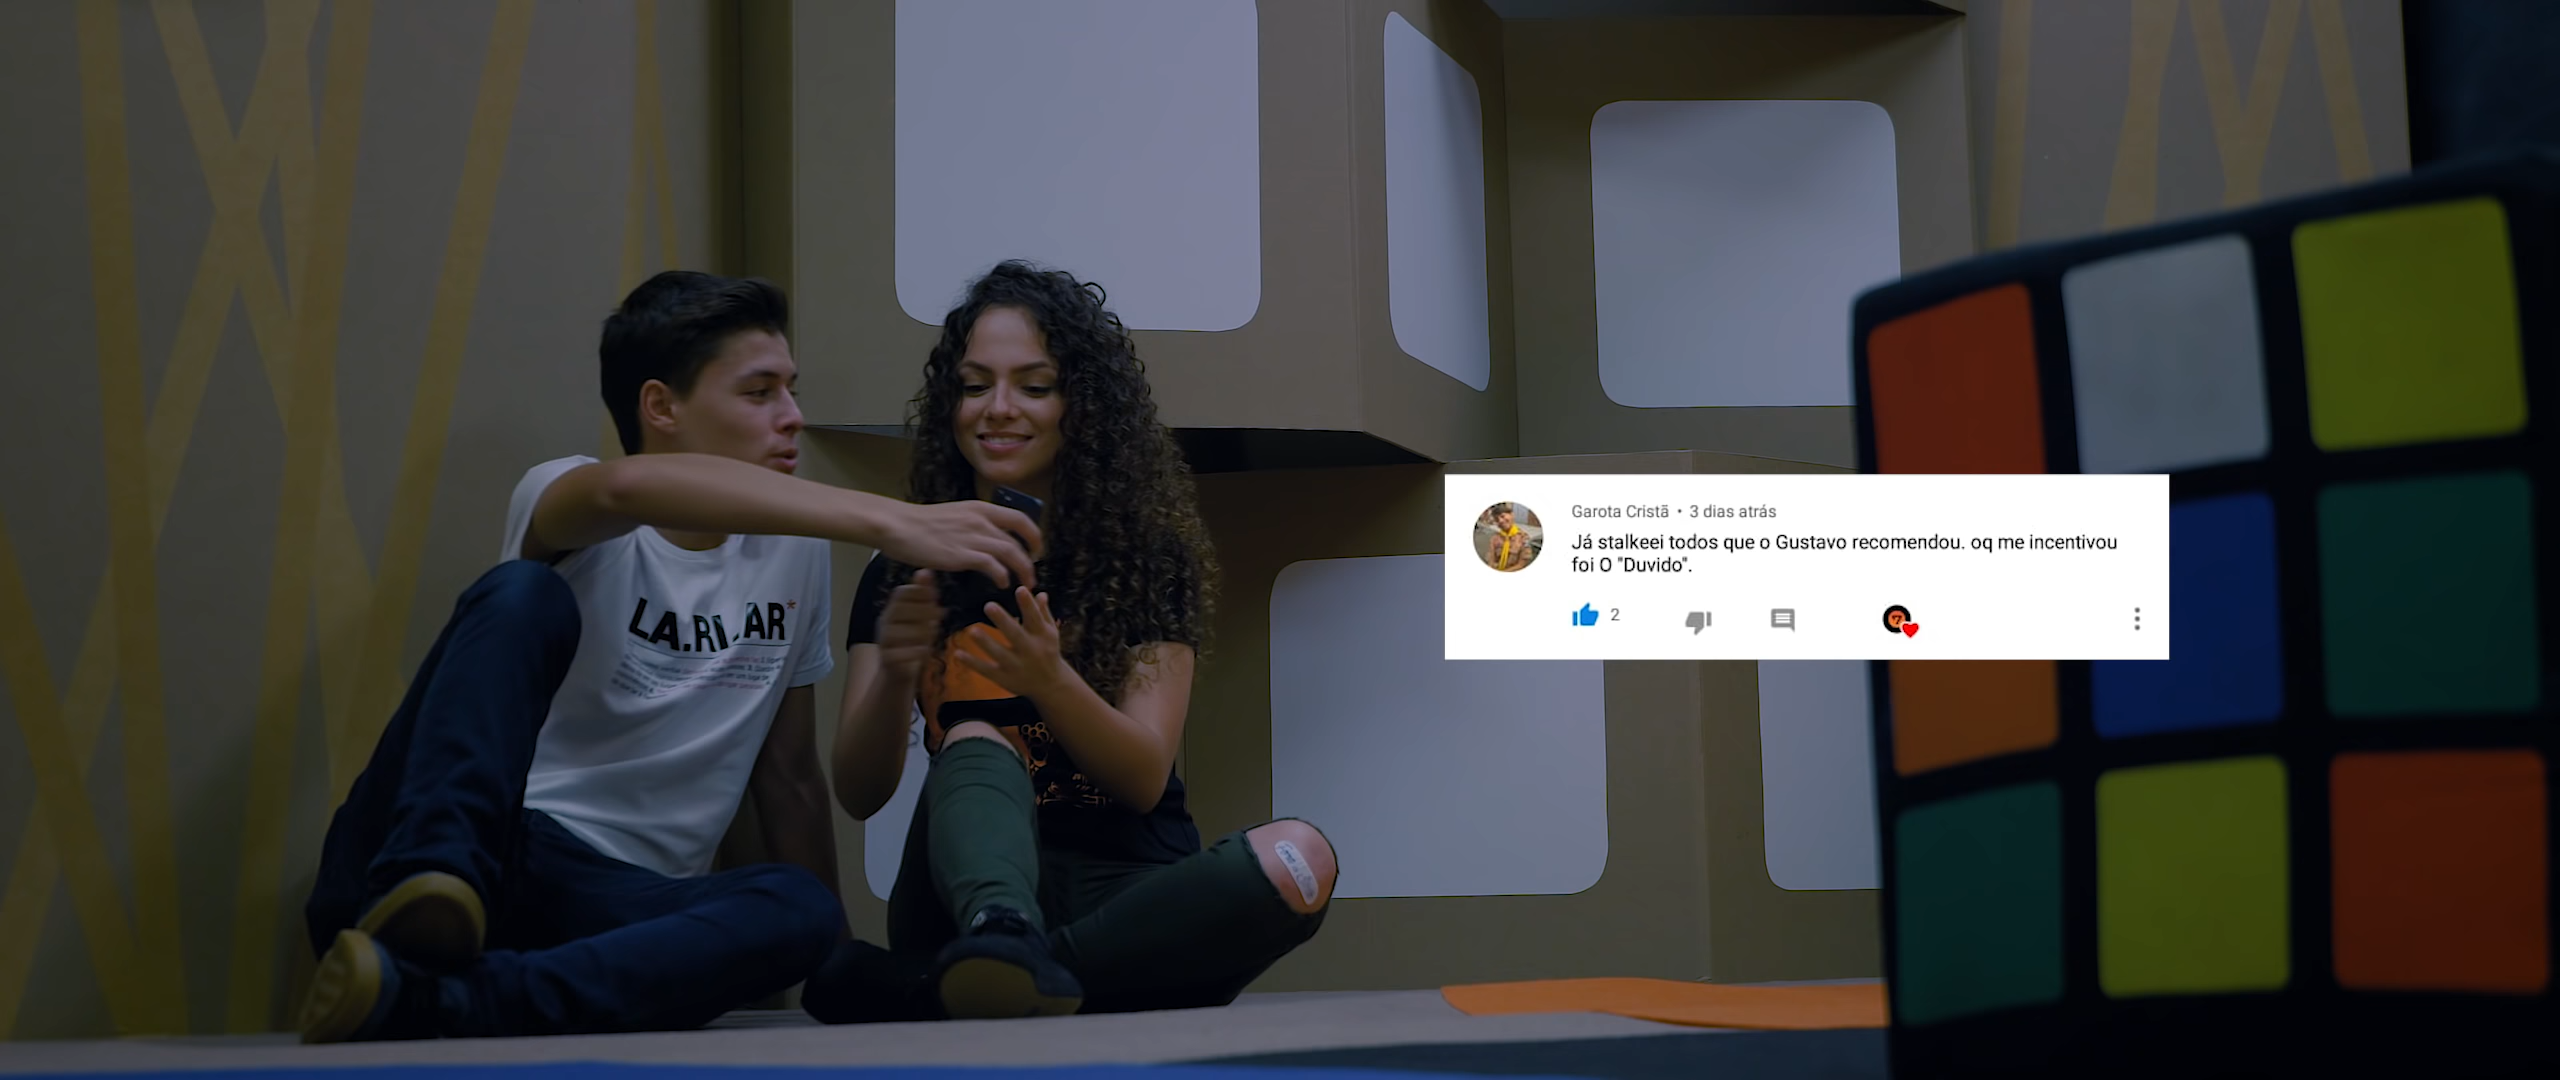 LA.RI.AR*
Garota Cristã • 3 dias atrás
Já stalkeei todos que o Gustavo recomendou. oq me incentivou
foi O "Duvido".
2